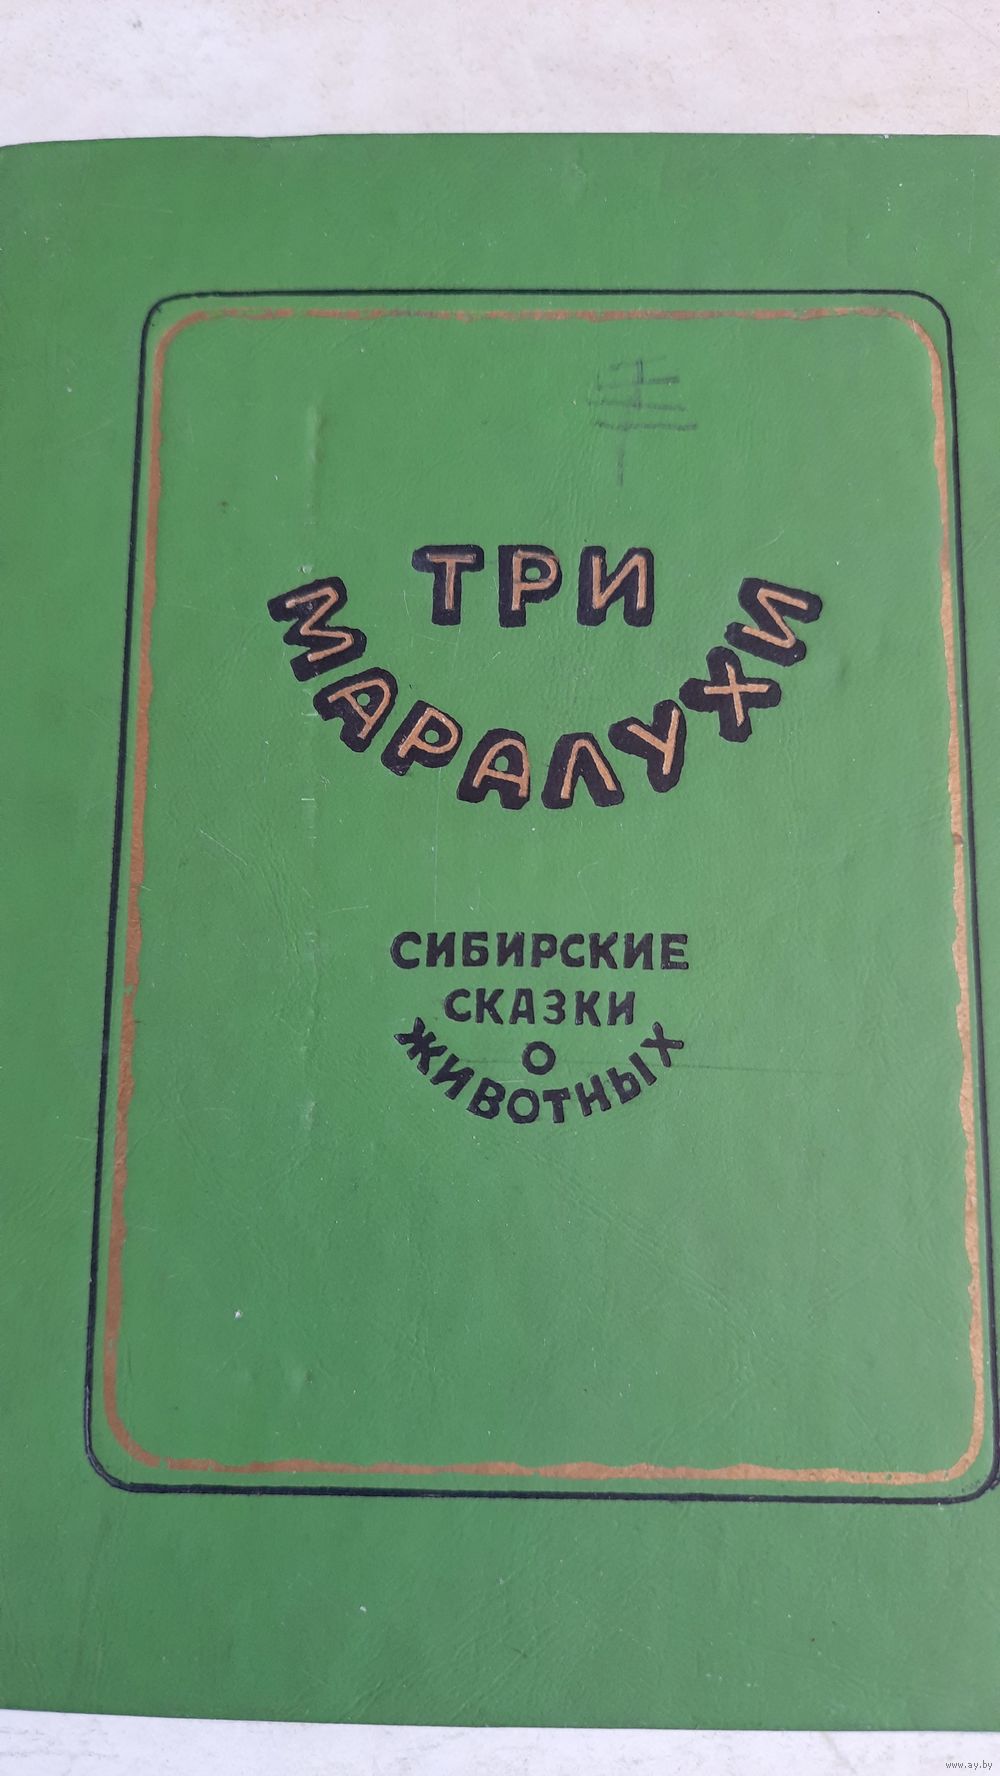 ТРИ
МАРАЛУХИ
СИБИРСКИЕ
СКАЗКИ
О
ЖИВОТНЫХ
www.ay.by